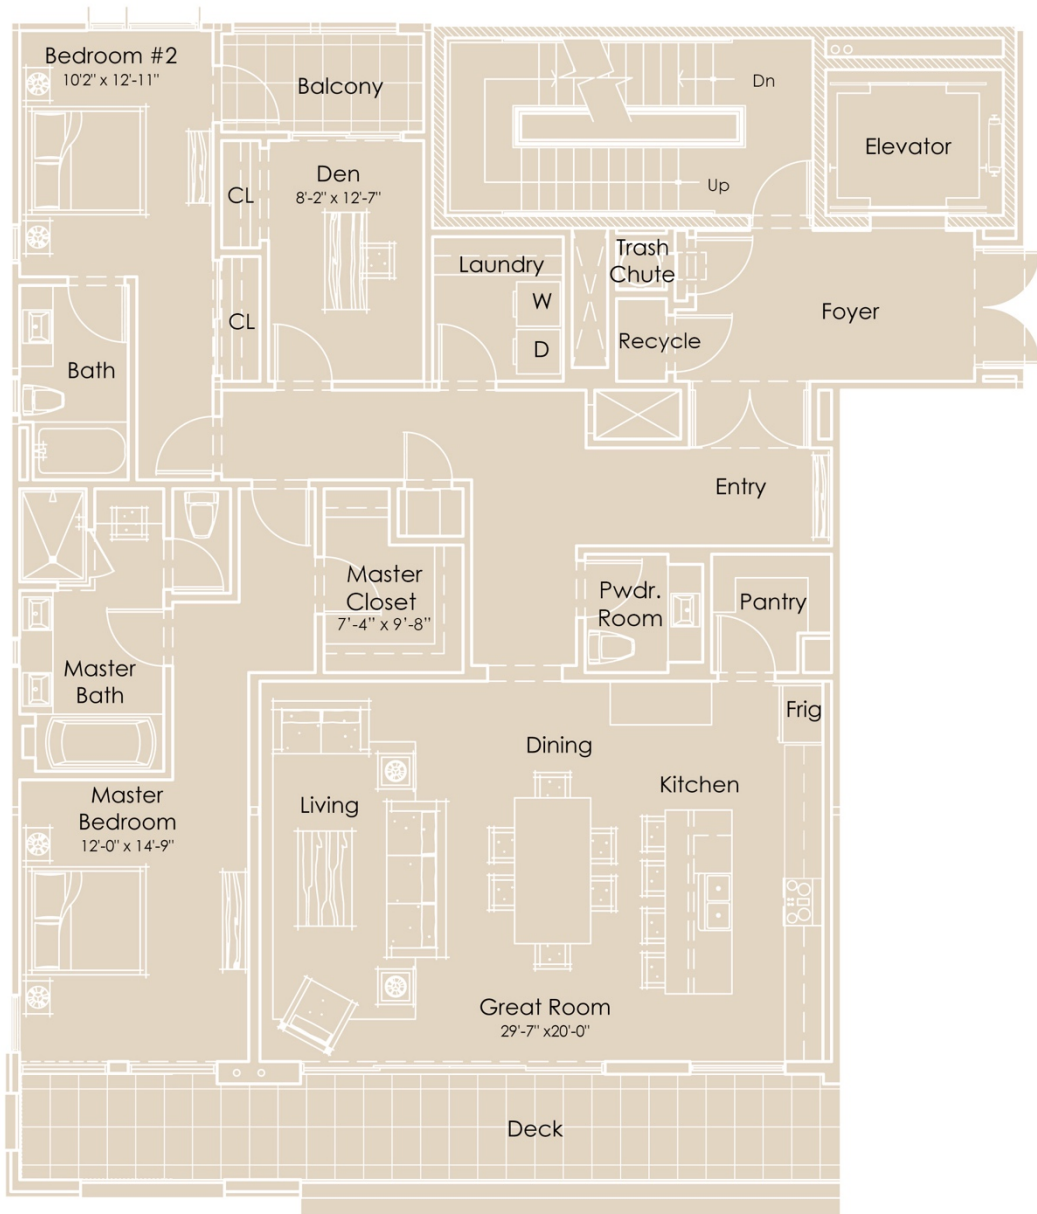 Bedroom #2
10'2" x 12'-11"
Balcony
Dn
Elevator
Den
8'-2" x 12'-7"
CL
Up
Laundry
W
D
Trash
Chute
CL
Recycle
Foyer
Bath
Entry
Master
Closet
7'-4" x 9'-8"
Pwdr.
Room
Pantry
Master
Bath
Frig
Dining
Kitchen
Living
Master
Bedroom
12'-0" x 14'-9"
Great Room
29'-7" x20'-0"
Deck